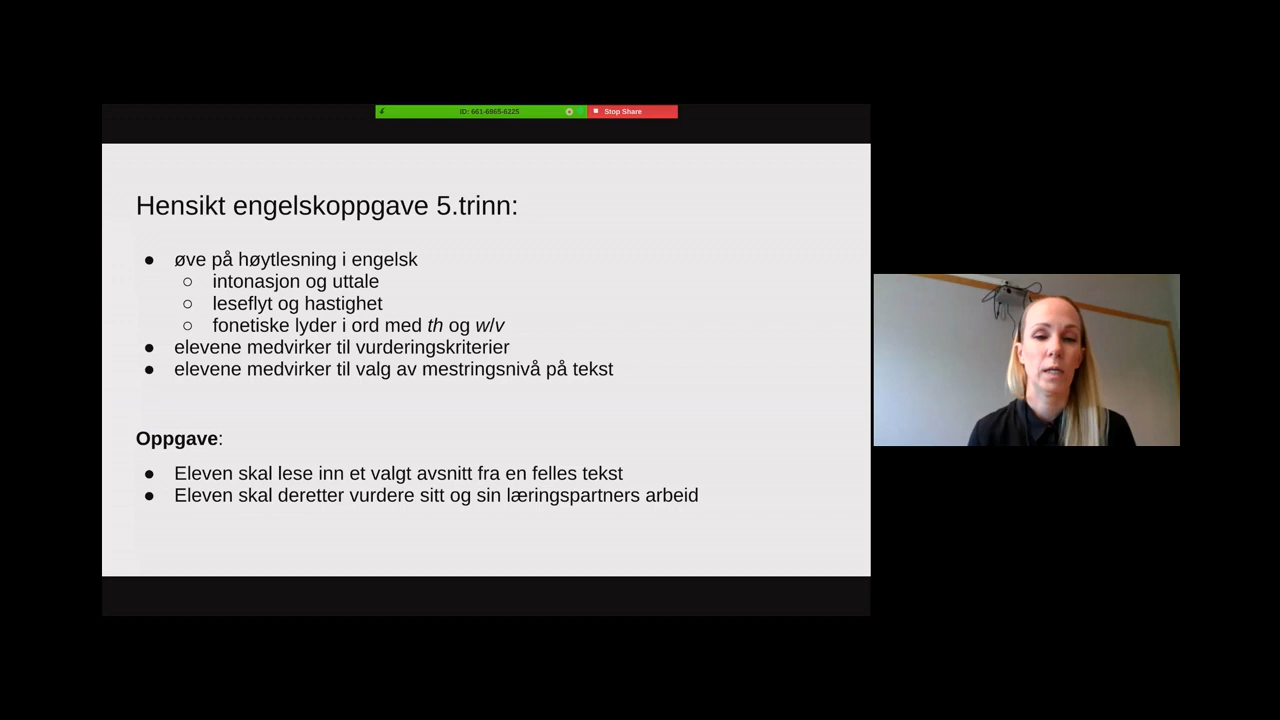 ID: 661-6965-6225
Stop Share
Hensikt engelskoppgave 5.trinn:
● øve på høytlesning i engelsk
○ intonasjon og uttale
○ leseflyt og hastighet
○ fonetiske lyder i ord med th og w/v
● elevene medvirker til vurderingskriterier
● elevene medvirker til valg av mestringsnivå på tekst
Oppgave:
● Eleven skal lese inn et valgt avsnitt fra en felles tekst
● Eleven skal deretter vurdere sitt og sin læringspartners arbeid